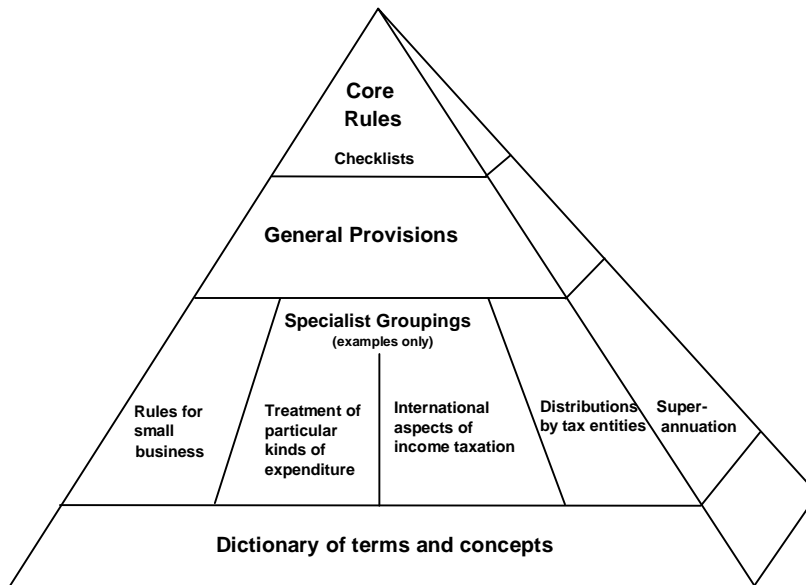 Core
Rules
Checklists
General Provisions
Specialist Groupings
(examples only)
Rules for
small
business
Treatment of
particular
kinds of
expenditure
International
aspects of
income taxation
Distributions
by tax entities
Super-
annuation
Dictionary of terms and concepts